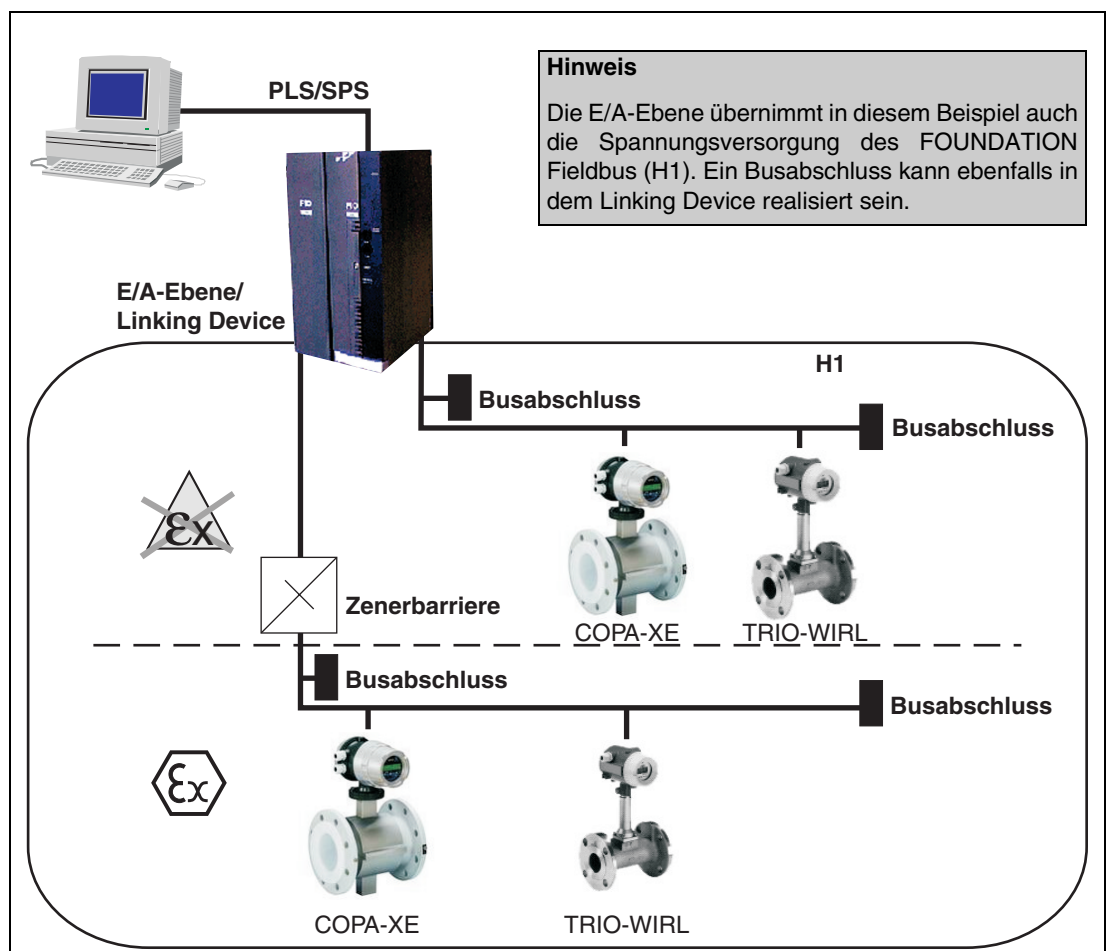 PLS/SPS
Hinweis
Die E/A-Ebene übernimmt in diesem Beispiel auch
die Spannungsversorgung des FOUNDATION
Fieldbus (H1). Ein Busabschluss kann ebenfalls in
dem Linking Device realisiert sein.
E/A-Ebene/
Linking Device
H1
Busabschluss
Busabschluss
Ex
Zenerbarriere
COPA-XE
TRIO-WIRL
Busabschluss
Busabschluss
Ex
COPA-XE
TRIO-WIRL